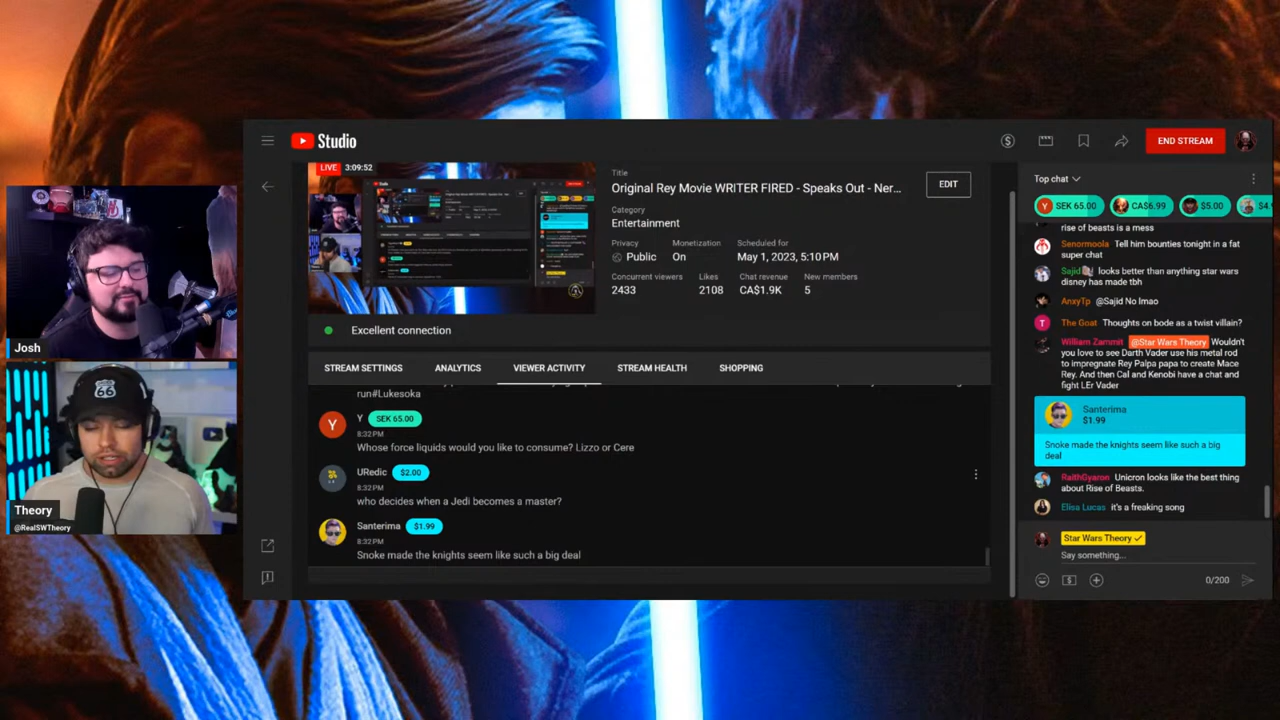 Studio
END STREAM
LIVE 3:09:52
Title
Original Rey Movie WRITER FIRED - Speaks Out - Ner...
EDIT
Category
Entertainment
Privacy Monetization Scheduled for
Public On May 1, 2023, 5:10 PM
Concurrent viewers Likes Chat revenue New members
2433 2108 CA$1.9K 5
Excellent connection
STREAM SETTINGS ANALYTICS VIEWER ACTIVITY STREAM HEALTH SHOPPING
run#Lukesoka
Y SEK 65.00
8:32 PM
Whose force liquids would you like to consume? Lizzo or Cere
URedic $2.00
8:32 PM
who decides when a Jedi becomes a master?
Santerima $1.99
8:32 PM
Snoke made the knights seem like such a big deal
Top chat
Y SEK 65.00 CA$6.99 $5.00
rise of beasts is a mess
Senormoola Tell him bounties tonight in a fat
super chat
Sajid looks better than anything star wars
disney has made tbh
AnxyTp @Sajid No lmao
The Goat Thoughts on bode as a twist villain?
William Zammit @Star Wars Theory Wouldn't
you love to see Darth Vader use his metal rod
to impregnate Rey Palpa papa to create Mace
Rey. And then Cal and Kenobi have a chat and
fight LEr Vader
Santerima
$1.99
Snoke made the knights seem like such a big
deal
RaithGyaron Unicron looks like the best thing
about Rise of Beasts.
Elisa Lucas it's a freaking song
Star Wars Theory
Say something...
0/200
Josh
66
Theory
@RealSWTheory